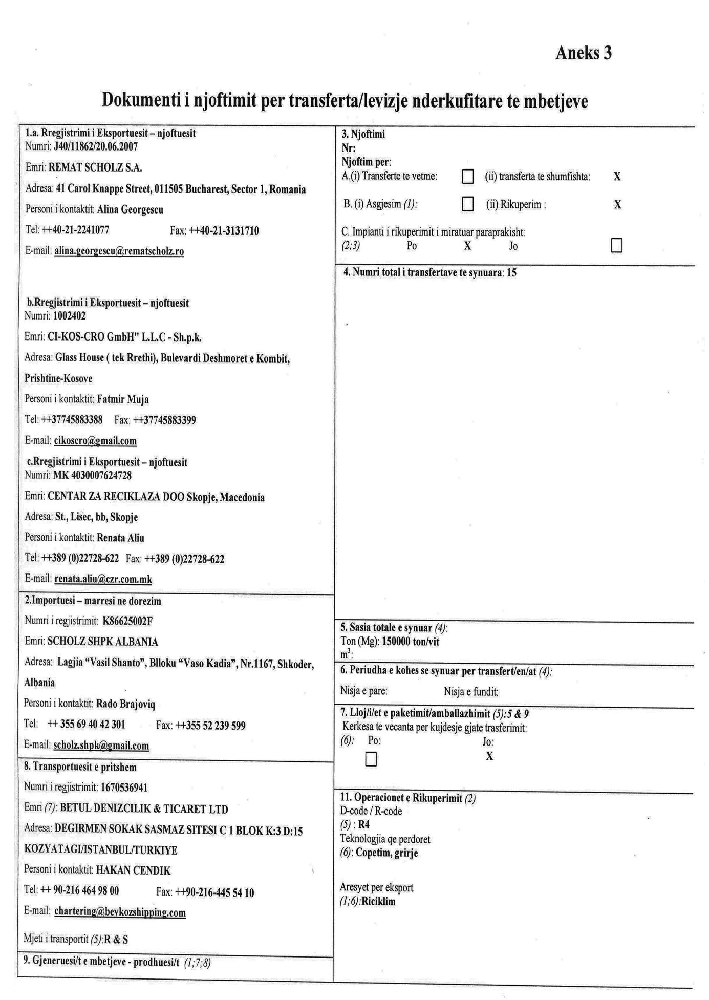 Aneks 3
Dokumenti i njoftimit per transferta/levizje nderkufitare te mbetjeve
1.a. Rregjistrimi i Eksportuesit – njoftuesit
Numri: J40/11862/20.06.2007
Emri: REMAT SCHOLZ S.A.
Adresa: 41 Carol Knappe Street, 011505 Bucharest, Sector 1, Romania
Personi i kontaktit: Alina Georgescu
Tel: ++40-21-2241077 Fax: ++40-21-3131710
E-mail: alina.georgescu@rematscholz.ro
b.Rregjistrimi i Eksportuesit – njoftuesit
Numri: 1002402
Emri: CI-KOS-CRO GmbH" L.L.C - Sh.p.k.
Adresa: Glass House ( tek Rrethi), Bulevardi Deshmoret e Kombit,
Prishtine-Kosove
Personi i kontaktit: Fatmir Muja
Tel: ++37745883388 Fax: ++37745883399
E-mail: cikoscro@gmail.com
c.Rregjistrimi i Eksportuesit – njoftuesit
Numri: MK 4030007624728
Emri: CENTAR ZA RECIKLAZA DOO Skopje, Macedonia
Adresa: St., Lisec, bb, Skopje
Personi i kontaktit: Renata Aliu
Tel: ++389 (0)22728-622 Fax: ++389 (0)22728-622
E-mail: renata.aliu@czr.com.mk
2.Importuesi – marresi ne dorezim
Numri i regjistrimit: K86625002F
Emri: SCHOLZ SHPK ALBANIA
Adresa: Lagjia “Vasil Shanto”, Blloku “Vaso Kadia”, Nr.1167, Shkoder,
Albania
Personi i kontaktit: Rado Brajoviq
Tel: ++ 355 69 40 42 301 Fax: ++355 52 239 599
E-mail: scholz.shpk@gmail.com
8. Transportuesit e pritshem
Numri i regjistrimit: 1670536941
Emri (7): BETUL DENIZCILIK & TICARET LTD
Adresa: DEGIRMEN SOKAK SASMAZ SITESI C 1 BLOK K:3 D:15
KOZYATAGI/ISTANBUL/TURKIYE
Personi i kontaktit: HAKAN CENDIK
Tel: ++ 90-216 464 98 00 Fax: ++90-216-445 54 10
E-mail: chartering@beykozshipping.com
Mjeti i transportit (5):R & S
9. Gjeneruesi/t e mbetjeve - prodhuesi/t (1;7;8)
3. Njoftimi
Nr:
Njoftim per:
A.(i) Transferte te vetme: (ii) transferta te shumfishta: X
B. (i) Asgjesim (1): (ii) Rikuperim : X
C. Impianti i rikuperimit i miratuar paraprakisht:
(2;3) Po X Jo
4. Numri total i transfertave te synuara: 15
5. Sasia totale e synuar (4):
Ton (Mg): 150000 ton/vit
m³:
6. Periudha e kohes se synuar per transfert/en/at (4):
Nisja e pare: Nisja e fundit:
7. Lloj/i/et e paketimit/amballazhimit (5):5 & 9
Kerkesa te vecanta per kujdesje gjate trasferimit:
(6): Po: Jo:
X
11. Operacionet e Rikuperimit (2)
D-code / R-code
(5) : R4
Teknologjia qe perdoret
(6): Copetim, grirje
Aresyet per eksport
(1;6):Riciklim